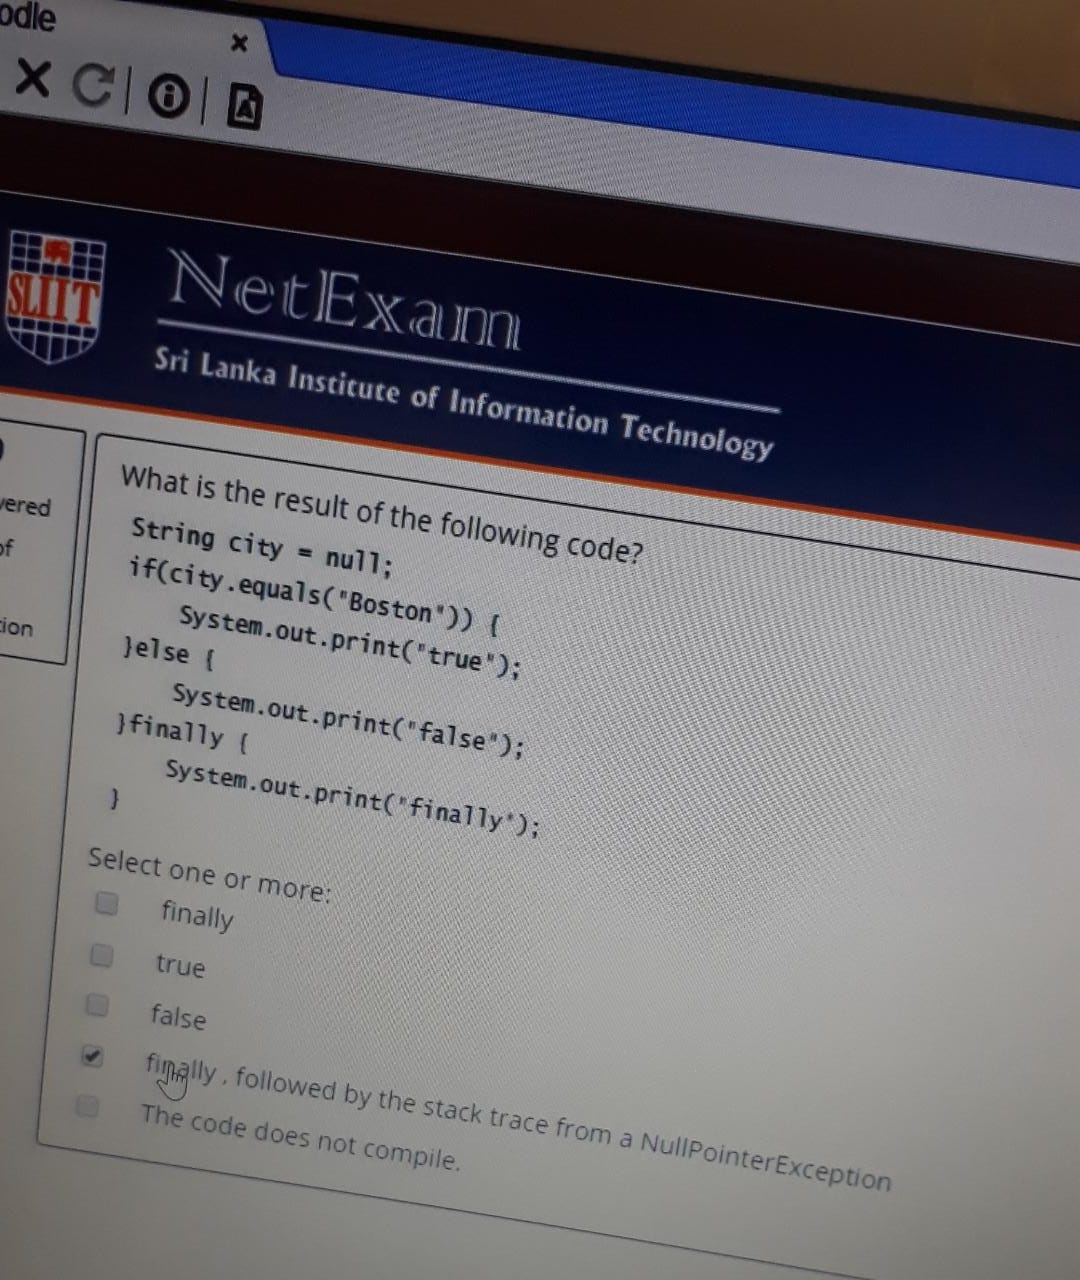 odle
SLIIT
NetExam
Sri Lanka Institute of Information Technology
vered
of
tion
What is the result of the following code?
String city = null;
if(city.equals("Boston")) {
System.out.print("true");
}else {
System.out.print("false");
}finally {
System.out.print("finally");
}
Select one or more:
finally
true
false
finally , followed by the stack trace from a NullPointerException
The code does not compile.